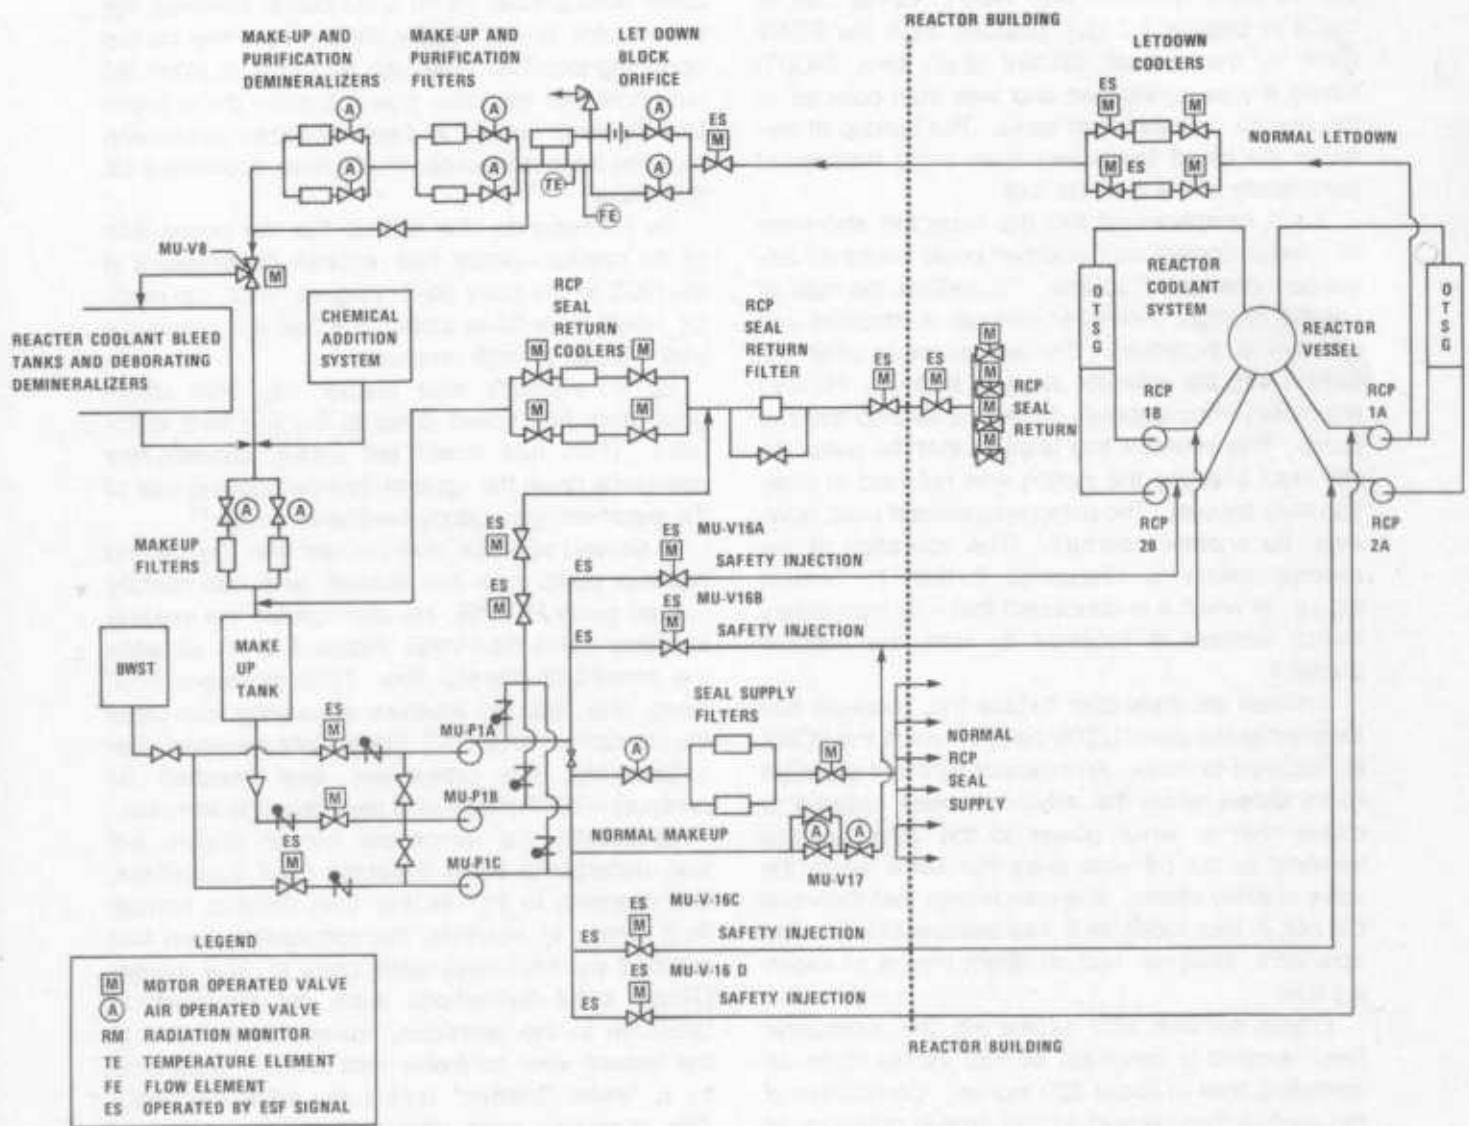 REACTOR BUILDING
MAKE-UP AND
PURIFICATION
DEMINERALIZERS
MAKE-UP AND
PURIFICATION
FILTERS
LET DOWN
BLOCK
ORIFICE
LETDOWN
COOLERS
ES
M
M
A
A
A
ES
M
NORMAL LETDOWN
A
A
A
M
ES
M
TE
FE
MU-V8
M
REACTER COOLANT BLEED
TANKS AND DEBORATING
DEMINERALIZERS
CHEMICAL
ADDITION
SYSTEM
RCP
SEAL
RETURN
COOLERS
M
M
M
M
RCP
SEAL
RETURN
FILTER
ES
M
ES
M
M
M
M
M
RCP
SEAL
RETURN
OTSG
REACTOR
COOLANT
SYSTEM
REACTOR
VESSEL
OTSG
RCP
1B
RCP
1A
RCP
2B
RCP
2A
A
A
MAKEUP
FILTERS
ES
M
ES
M
ES
ES
M
MU-V16A
SAFETY INJECTION
ES
ES
M
MU-V16B
SAFETY INJECTION
BWST
MAKE
UP
TANK
ES
M
MU-P1A
M
MU-P1B
ES
M
MU-P1C
SEAL SUPPLY
FILTERS
A
M
NORMAL
RCP
SEAL
SUPPLY
NORMAL MAKEUP
A
A
MU-V17
MU-V-16C
ES
M
ES
SAFETY INJECTION
MU-V-16 D
ES
M
ES
SAFETY INJECTION
REACTOR BUILDING
LEGEND
M MOTOR OPERATED VALVE
A AIR OPERATED VALVE
RM RADIATION MONITOR
TE TEMPERATURE ELEMENT
FE FLOW ELEMENT
ES OPERATED BY ESF SIGNAL